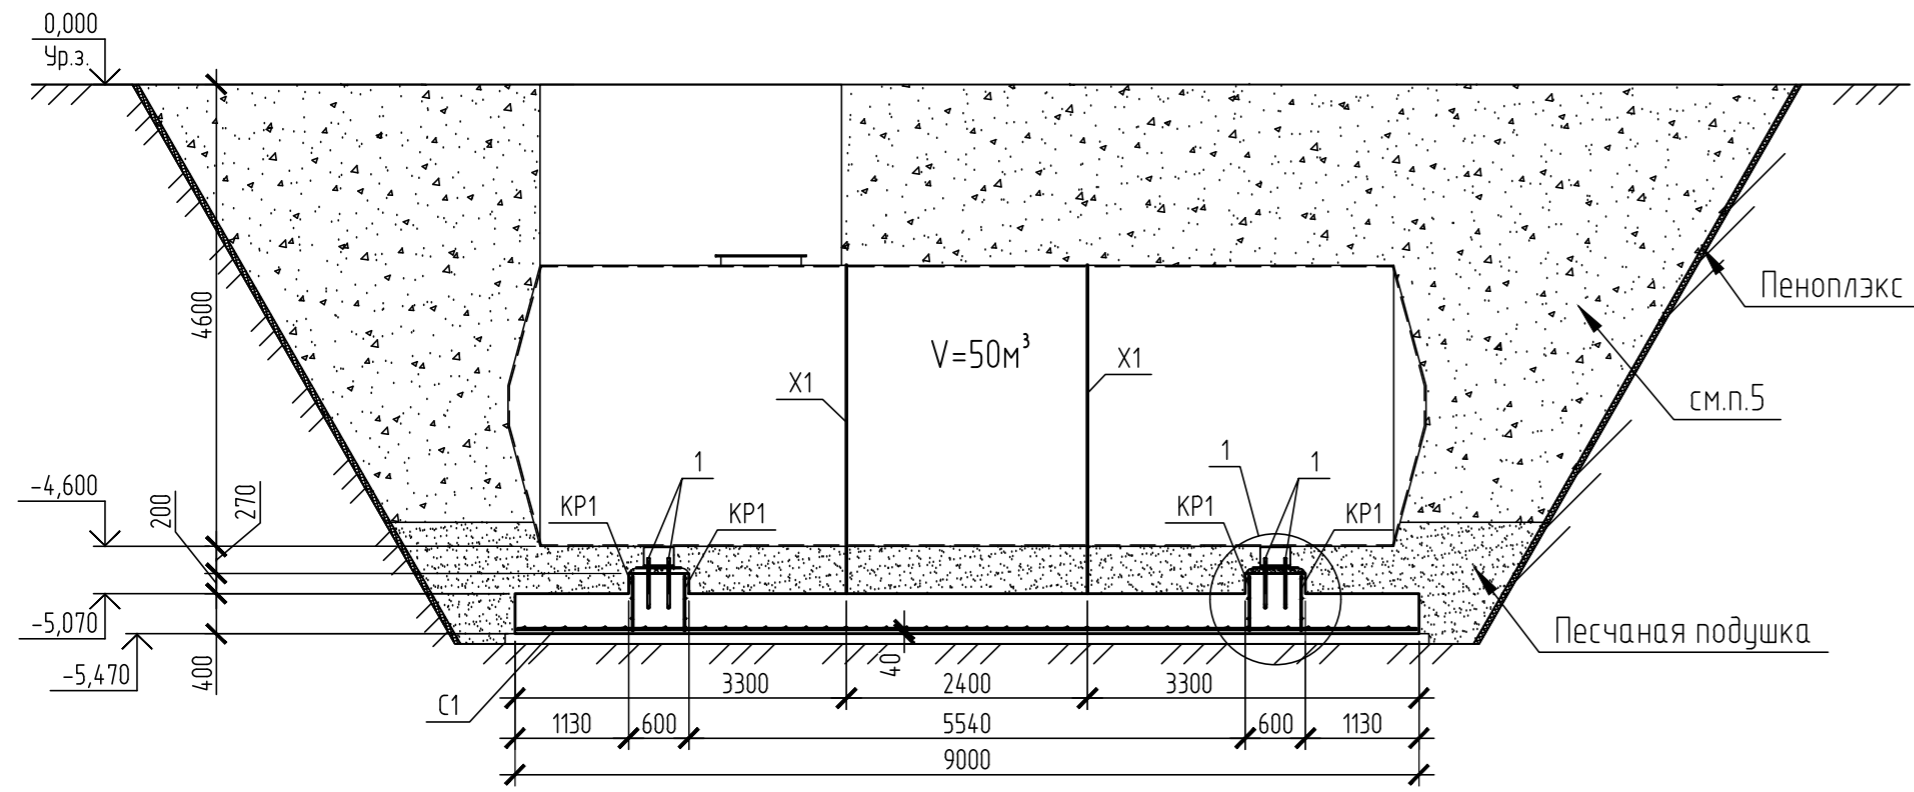 0,000
Ур.з.
4600
Пеноплэкс
V=50м³
X1
X1
см.п.5
1
1
1
-4,600
200
270
КР1
КР1
КР1
КР1
-5,070
Песчаная подушка
-5,470
400
40
С1
3300
2400
3300
1130
600
5540
600
1130
9000